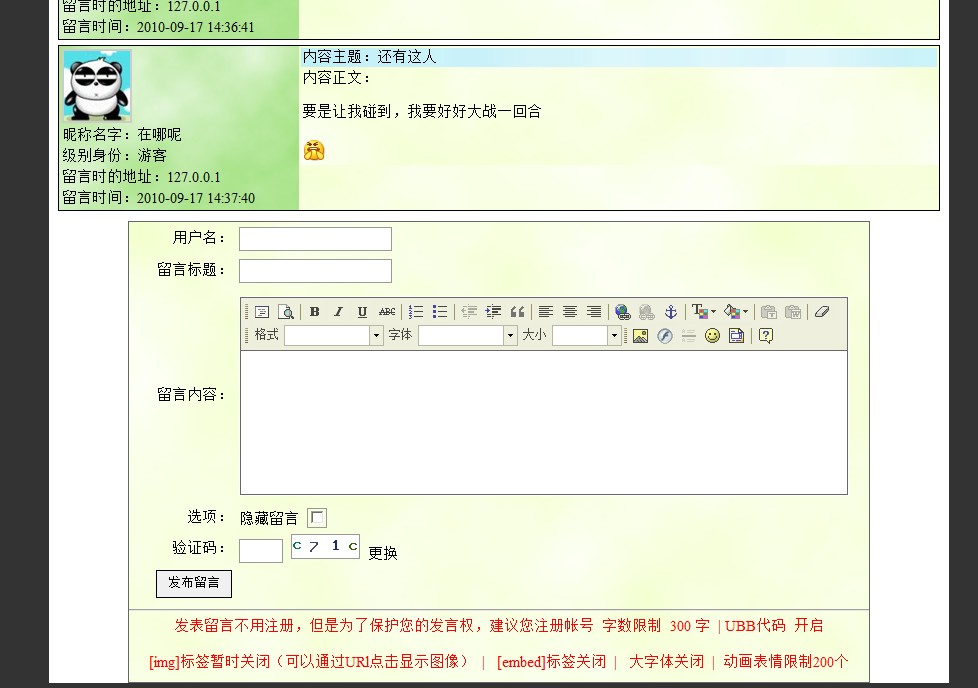 留言时的地址：127.0.0.1
留言时间：2010-09-17 14:36:41
内容主题：还有这人
内容正文：
要是让我碰到，我要好好大战一回合
昵称名字：在哪呢
级别身份：游客
留言时的地址：127.0.0.1
留言时间：2010-09-17 14:37:40
用户名：
留言标题：
B I U ABC
格式 字体 大小
留言内容：
选项： 隐藏留言
验证码： c 7 1 c 更换
发布留言
发表留言不用注册，但是为了保护您的发言权，建议您注册帐号 字数限制 300 字 | UBB代码 开启
[img]标签暂时关闭（可以通过URl点击显示图像） | [embed]标签关闭 | 大字体关闭 | 动画表情限制200个